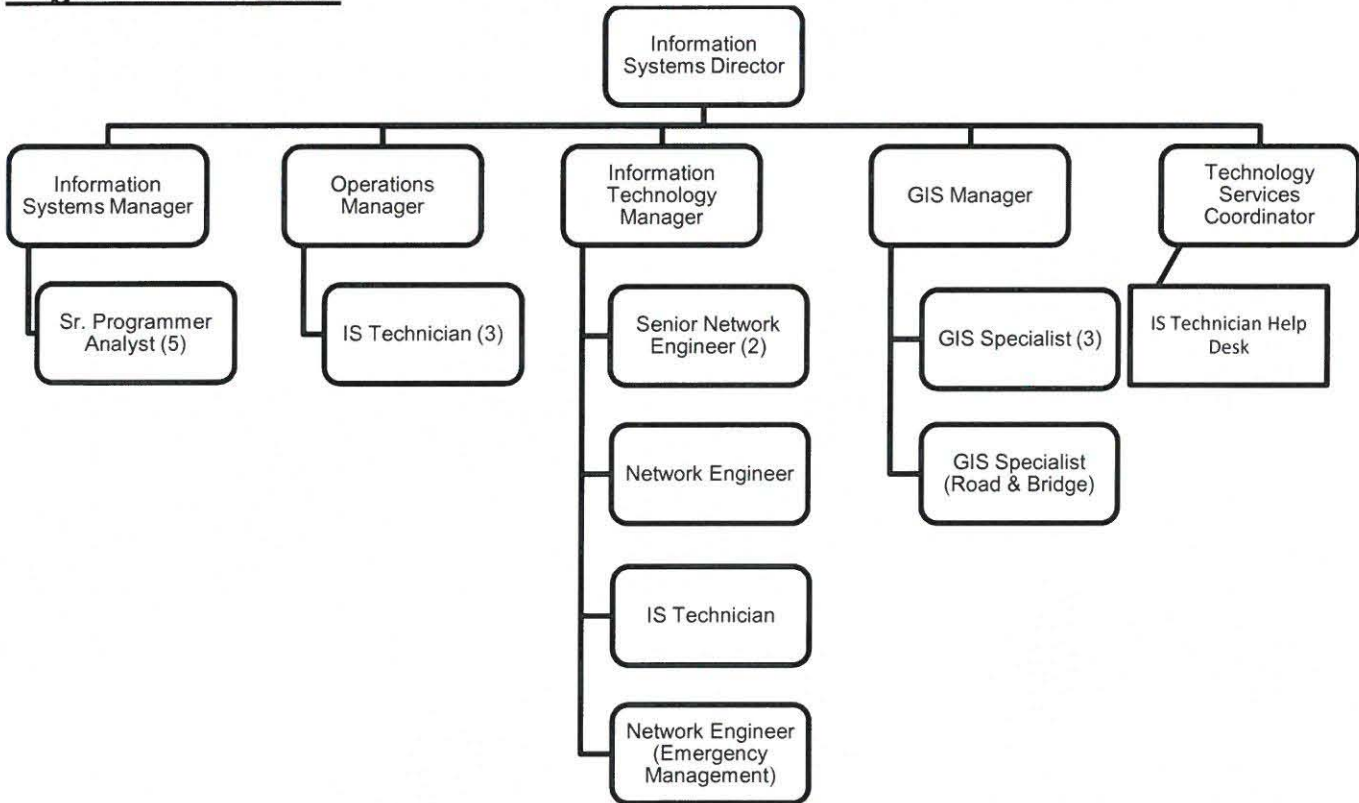 Information
Systems Director
Information
Systems Manager
Operations
Manager
Information
Technology
Manager
GIS Manager
Technology
Services
Coordinator
Sr. Programmer
Analyst (5)
IS Technician (3)
Senior Network
Engineer (2)
GIS Specialist (3)
IS Technician Help
Desk
Network Engineer
GIS Specialist
(Road & Bridge)
IS Technician
Network Engineer
(Emergency
Management)